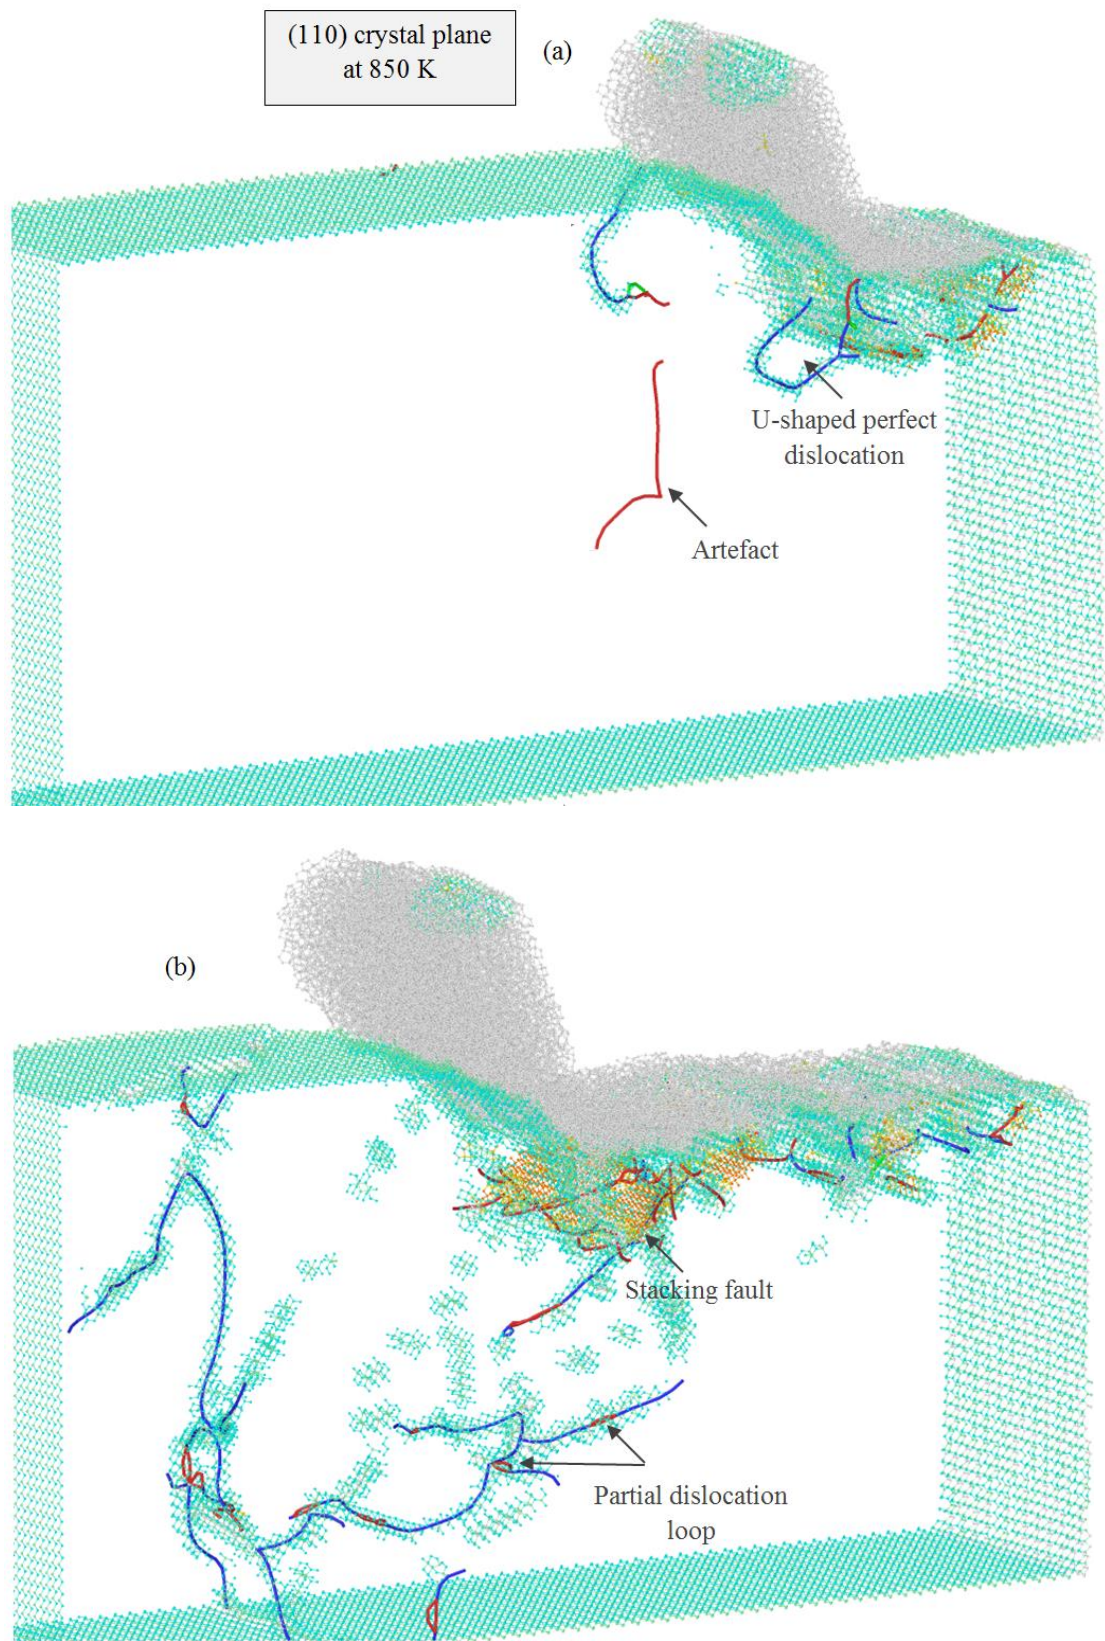 (110) crystal plane
at 850 K
(a)
U-shaped perfect
dislocation
Artefact
(b)
Stacking fault
Partial dislocation
loop